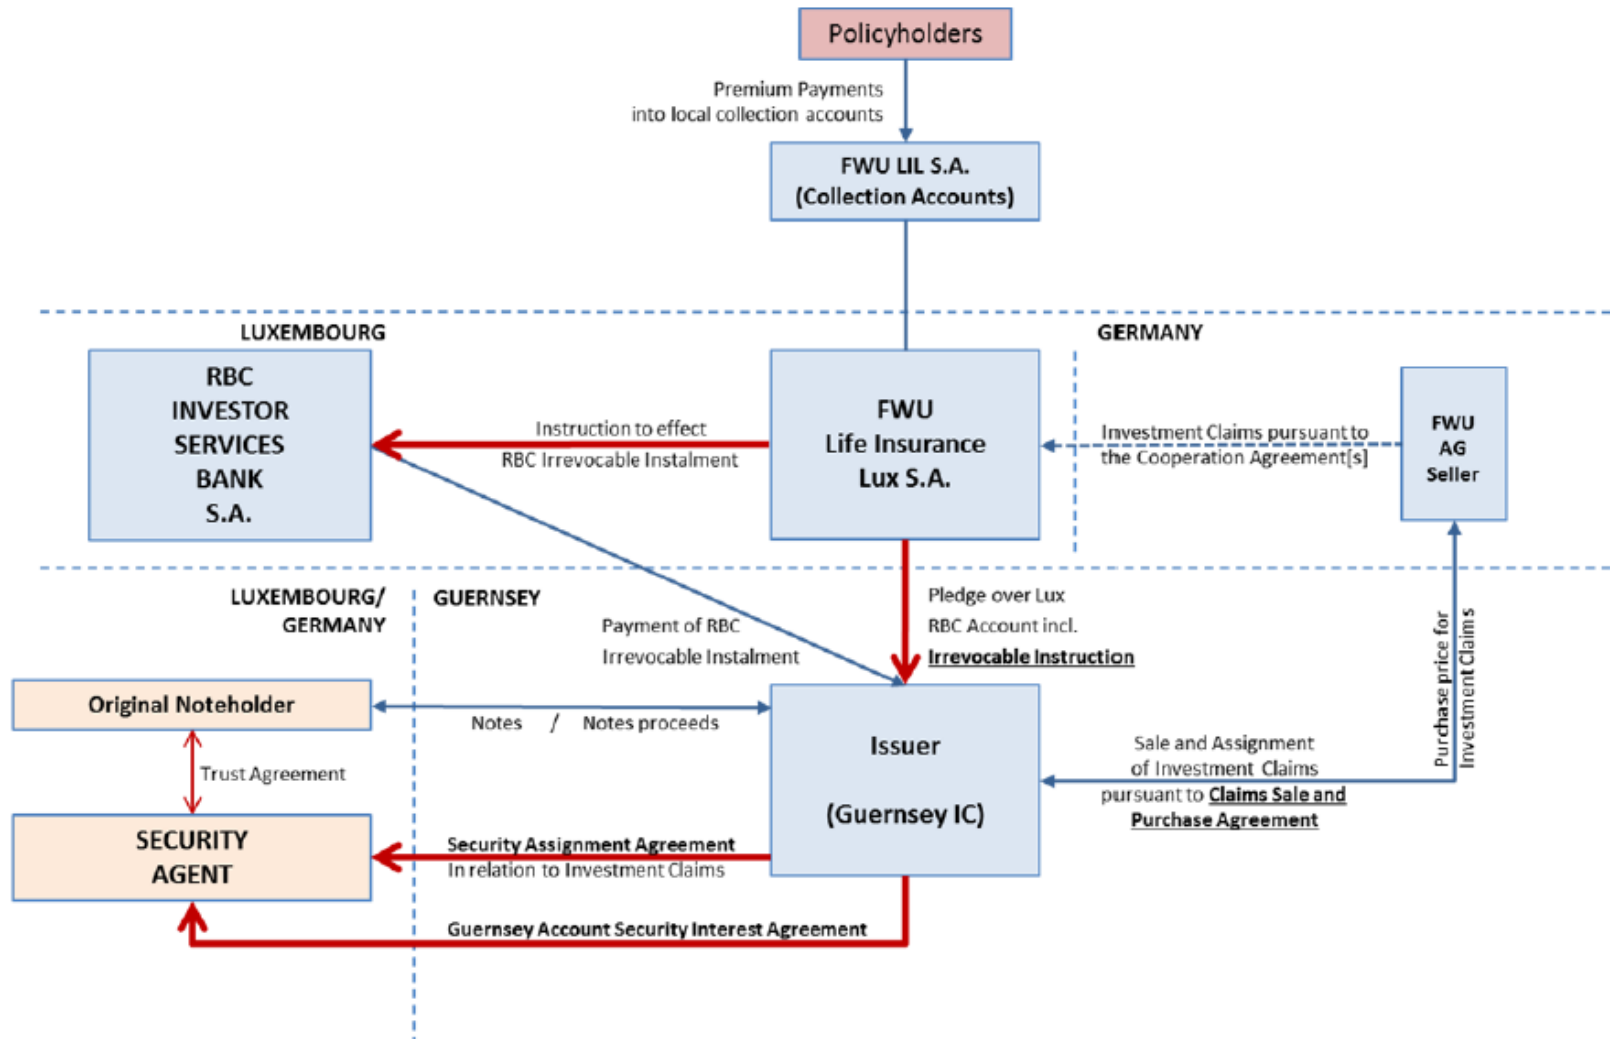 Policyholders
Premium Payments
into local collection accounts
FWU LIL S.A.
(Collection Accounts)
LUXEMBOURG
GERMANY
RBC
INVESTOR
SERVICES
BANK
S.A.
Instruction to effect
RBC Irrevocable Instalment
FWU
Life Insurance
Lux S.A.
Investment Claims pursuant to
the Cooperation Agreement[s]
FWU
AG
Seller
LUXEMBOURG/
GERMANY
GUERNSEY
Payment of RBC
Irrevocable Instalment
Pledge over Lux
RBC Account incl.
Irrevocable Instruction
Purchase price for
Investment Claims
Original Noteholder
Notes / Notes proceeds
Trust Agreement
Issuer
(Guernsey IC)
Sale and Assignment
of Investment Claims
pursuant to Claims Sale and
Purchase Agreement
SECURITY
AGENT
Security Assignment Agreement
In relation to Investment Claims
Guernsey Account Security Interest Agreement